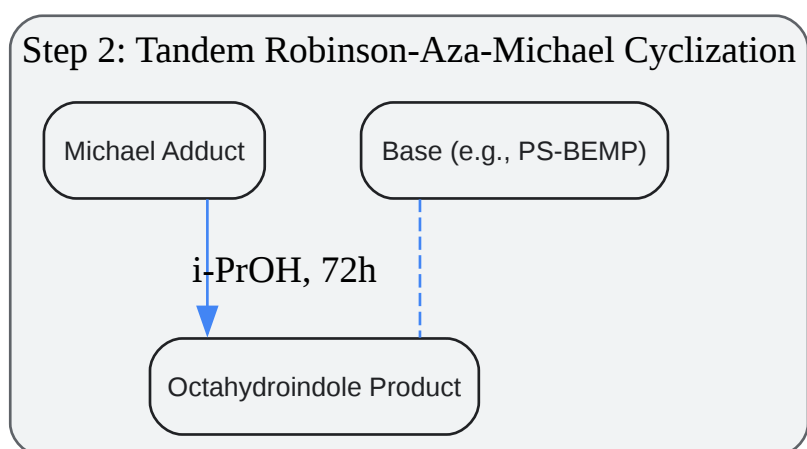 Step 2: Tandem Robinson-Aza-Michael Cyclization
Michael Adduct
Base (e.g., PS-BEMP)
i-PrOH, 72h
Octahydroindole Product